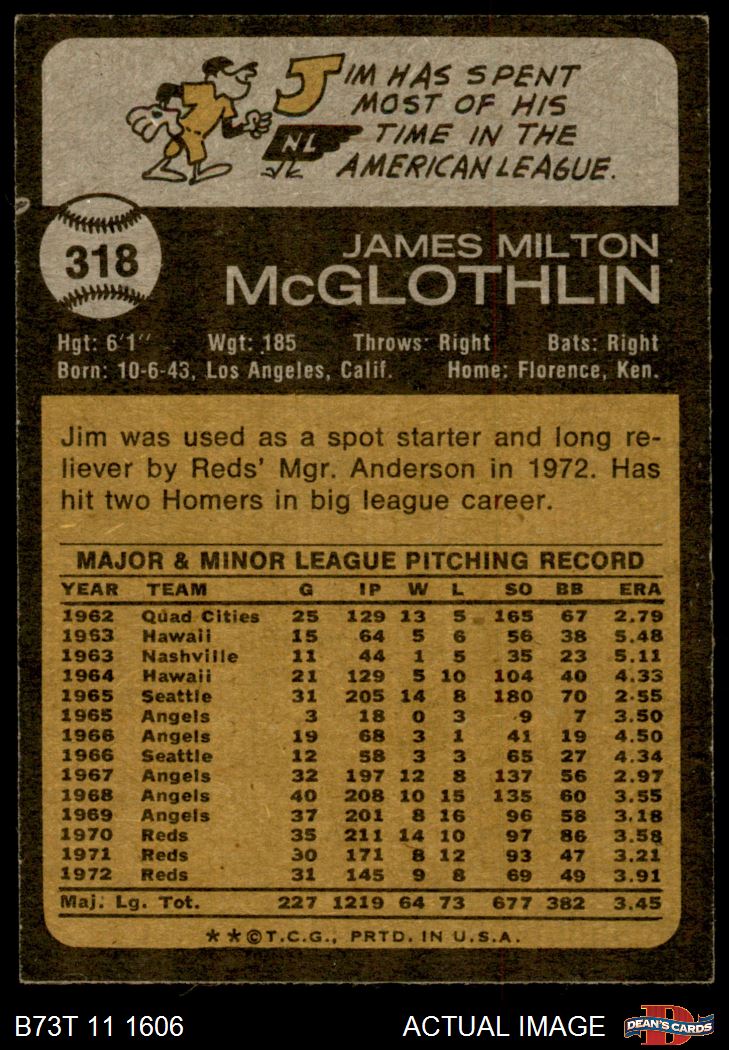 JIM HAS SPENT
MOST OF HIS
TIME IN THE
AMERICAN LEAGUE.
NL
318
JAMES MILTON
McGLOTHLIN
Hgt: 6'1" Wgt: 185 Throws: Right Bats: Right
Born: 10-6-43, Los Angeles, Calif. Home: Florence, Ken.
Jim was used as a spot starter and long re-
liever by Reds' Mgr. Anderson in 1972. Has
hit two Homers in big league career.
MAJOR & MINOR LEAGUE PITCHING RECORD
YEAR TEAM G IP W L SO BB ERA
1962 Quad Cities 25 129 13 5 165 67 2.79
1963 Hawaii 15 64 5 6 56 38 5.48
1963 Nashville 11 44 1 5 35 23 5.11
1964 Hawaii 21 129 5 10 104 40 4.33
1965 Seattle 31 205 14 8 180 70 2.55
1965 Angels 3 18 0 3 9 7 3.50
1966 Angels 19 68 3 1 41 19 4.50
1966 Seattle 12 58 3 3 65 27 4.34
1967 Angels 32 197 12 8 137 56 2.97
1968 Angels 40 208 10 15 135 60 3.55
1969 Angels 37 201 8 16 96 58 3.18
1970 Reds 35 211 14 10 97 86 3.58
1971 Reds 30 171 8 12 93 47 3.21
1972 Reds 31 145 9 8 69 49 3.91
Maj. Lg. Tot. 227 1219 64 73 677 382 3.45
**©T.C.G., PRTD. IN U.S.A.
B73T 11 1606 ACTUAL IMAGE D DEAN'S CARDS